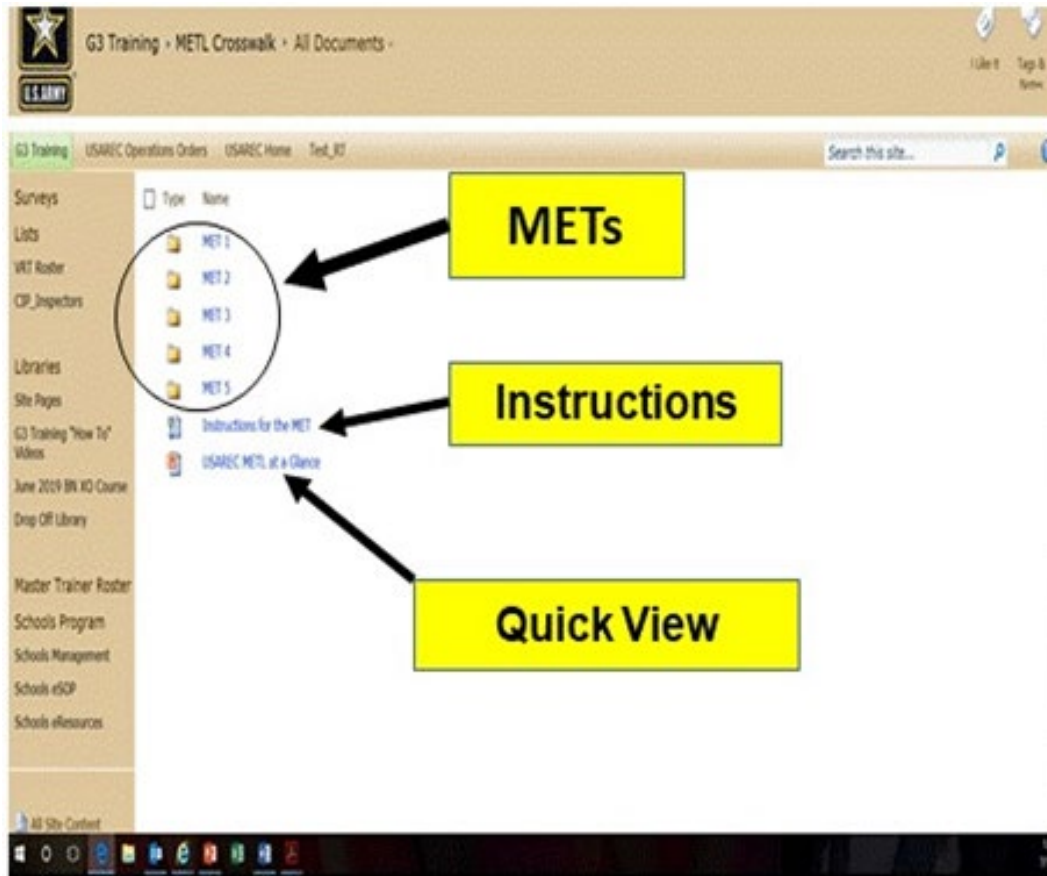 G3 Training › METL Crosswalk › All Documents -
U.S.ARMY
I Like It
Tags &
G3 Training
USAREC Operations Orders
USAREC Home
Test_RT
Search this site...
Surveys
Lists
VRT Roster
CIP_Inspectors
Libraries
Site Pages
G3 Training "How To"
Videos
June 2019 BN XO Course
Drop Off Library
Master Trainer Roster
Schools Program
Schools Management
Schools eSOP
Schools eResources
All Site Content
Type
Name
MET 1
MET 2
MET 3
MET 4
MET 5
Instructions for the MET
USAREC METL at a Glance
METs
Instructions
Quick View